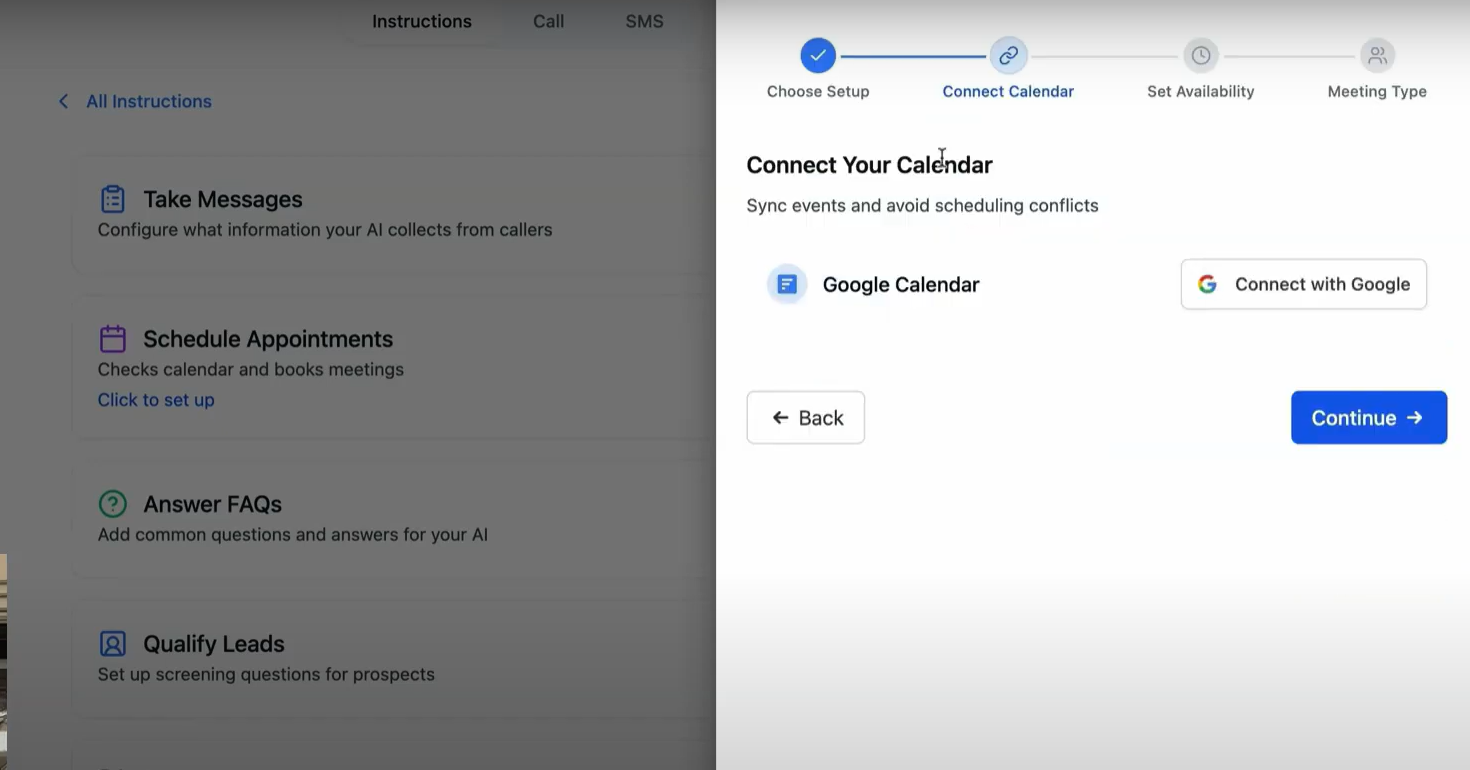 Instructions Call SMS
All Instructions
Take Messages
Configure what information your AI collects from callers
Schedule Appointments
Checks calendar and books meetings
Click to set up
Answer FAQs
Add common questions and answers for your AI
Qualify Leads
Set up screening questions for prospects
Choose Setup Connect Calendar Set Availability Meeting Type
Connect Your Calendar
Sync events and avoid scheduling conflicts
Google Calendar Connect with Google
Back Continue